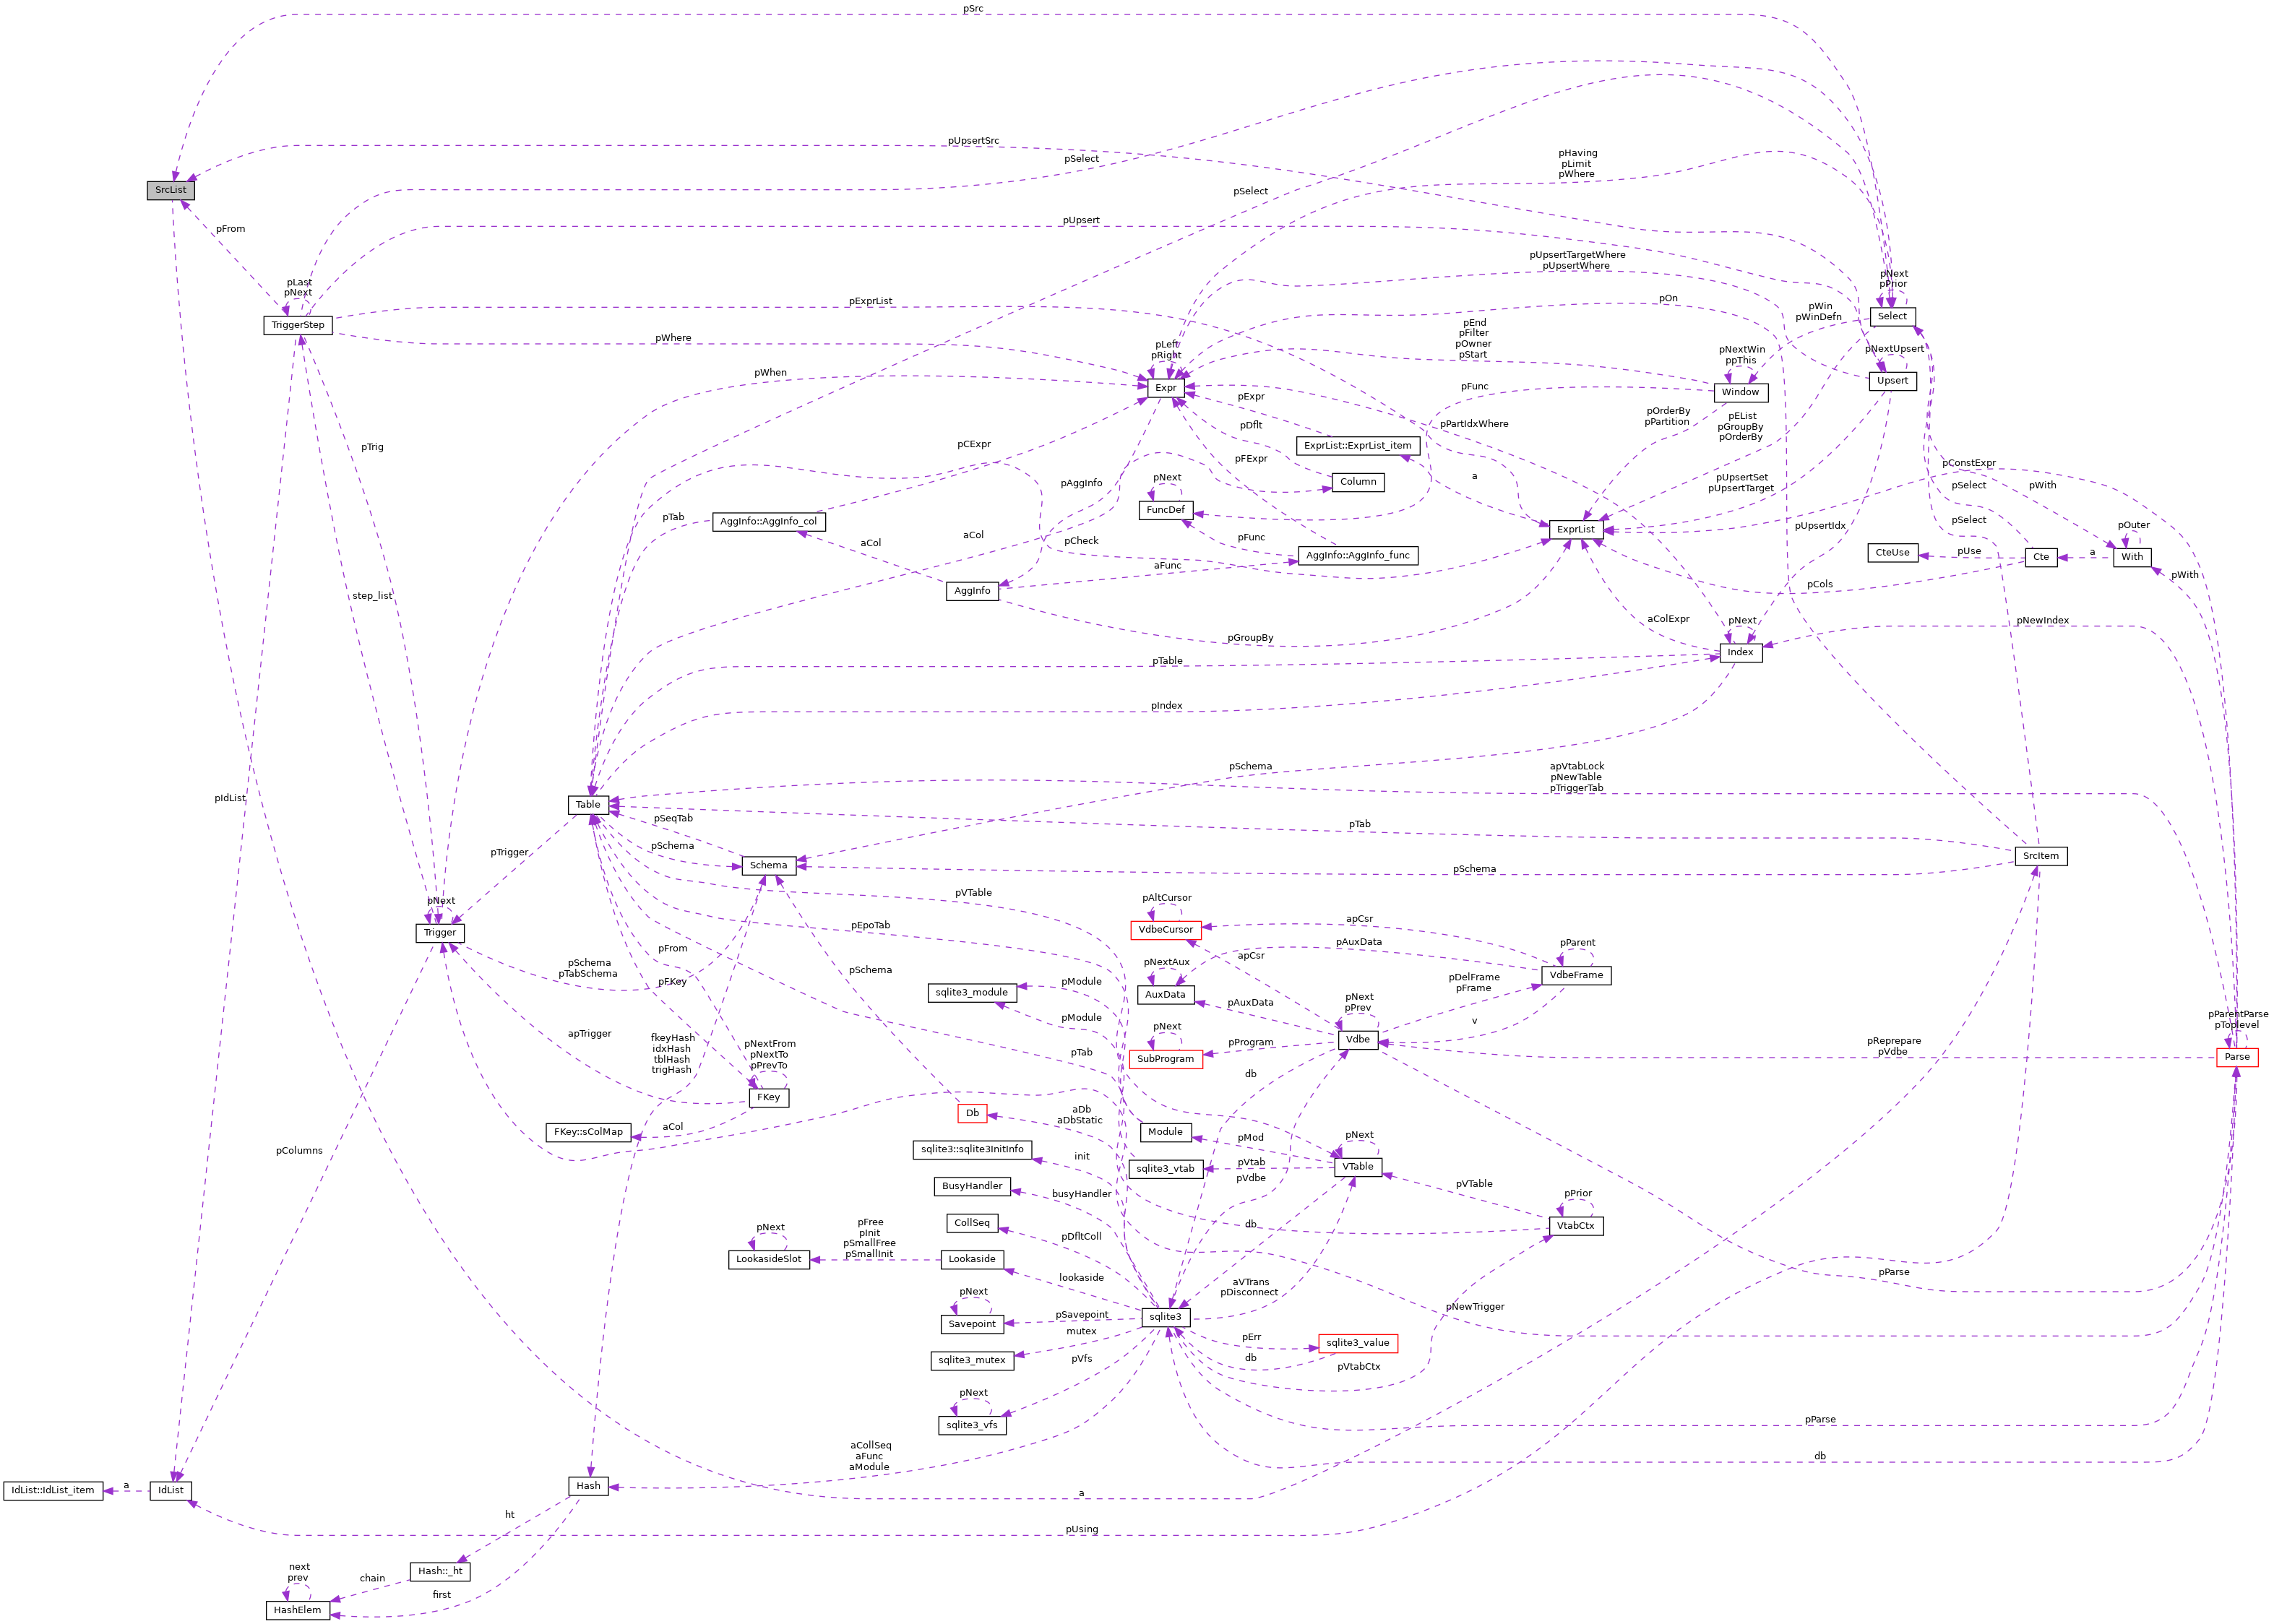 pSrc
pUpsertSrc
pSelect
pHaving
pLimit
pWhere
SrcList
pSelect
pUpsert
pFrom
pUpsertTargetWhere
pUpsertWhere
pLast
pNext
pNext
pPrior
TriggerStep
pExprList
pOn
pWin
pWinDefn
Select
pEnd
pFilter
pOwner
pStart
pWhere
pLeft
pRight
pNextWin
ppThis
pNextUpsert
pWhen
Expr
pFunc
Window
Upsert
pExpr
pOrderBy
pPartition
pEList
pGroupBy
pOrderBy
pTrig
pCExpr
pDflt
pPartIdxWhere
ExprList::ExprList_item
pFExpr
pConstExpr
pAggInfo
pNext
a
Column
pUpsertSet
pUpsertTarget
pSelect
pWith
FuncDef
pTab
AggInfo::AggInfo_col
pSelect
pUpsertIdx
pOuter
ExprList
aCol
aCol
pCheck
pFunc
AggInfo::AggInfo_func
CteUse
pUse
Cte
a
With
aFunc
pWith
AggInfo
pCols
step_list
pGroupBy
aColExpr
pNext
pNewIndex
Index
pTable
pIndex
pSchema
apVtabLock
pNewTable
pTriggerTab
pIdList
Table
pSeqTab
pTab
pSchema
pTrigger
SrcItem
Schema
pSchema
pVTable
pAltCursor
pNext
apCsr
Trigger
pEpoTab
VdbeCursor
pAuxData
pParent
pFrom
apCsr
pSchema
pTabSchema
pSchema
pNextAux
pFKey
pModule
pDelFrame
pFrame
VdbeFrame
sqlite3_module
AuxData
pAuxData
pNext
pPrev
pParentParse
pToplevel
pModule
v
pNext
apTrigger
fkeyHash
idxHash
tblHash
trigHash
pNextFrom
pNextTo
pPrevTo
pTab
SubProgram
pProgram
Vdbe
pReprepare
pVdbe
Parse
db
FKey
Db
aDb
aDbStatic
FKey::sColMap
aCol
Module
pMod
pNext
pColumns
sqlite3::sqlite3InitInfo
init
sqlite3_vtab
pVtab
VTable
pVdbe
BusyHandler
busyHandler
pVTable
pPrior
CollSeq
pDfltColl
db
VtabCtx
pNext
pFree
pInit
pSmallFree
pSmallInit
LookasideSlot
Lookaside
lookaside
pParse
aVTrans
pDisconnect
pNext
pSavepoint
pNewTrigger
Savepoint
sqlite3
mutex
pErr
sqlite3_value
sqlite3_mutex
pVfs
db
pVtabCtx
pNext
sqlite3_vfs
pParse
aCollSeq
aFunc
aModule
db
IdList::IdList_item
a
IdList
Hash
a
ht
pUsing
next
prev
chain
Hash::_ht
first
HashElem